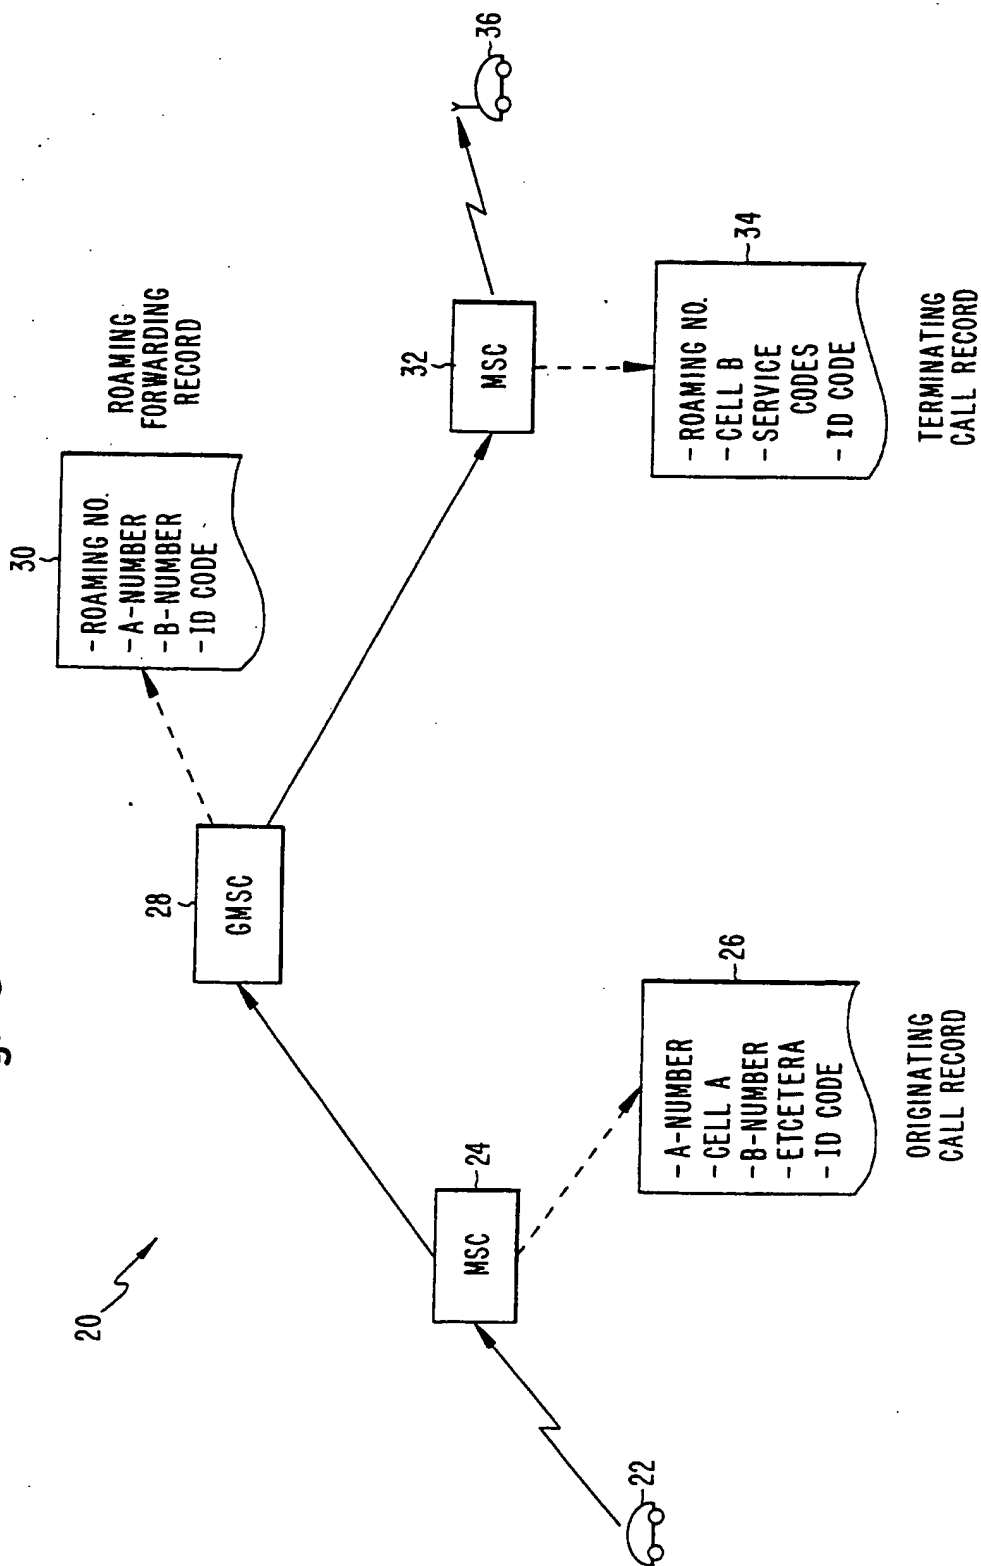 20
22
24
MSC
- A-NUMBER
- CELL A
- B-NUMBER
- ETCETERA
- ID CODE
26
ORIGINATING
CALL RECORD
28
GMSC
30
- ROAMING NO.
- A-NUMBER
- B-NUMBER
- ID CODE
ROAMING
FORWARDING
RECORD
32
MSC
- ROAMING NO.
- CELL B
- SERVICE
CODES
- ID CODE
34
TERMINATING
CALL RECORD
36